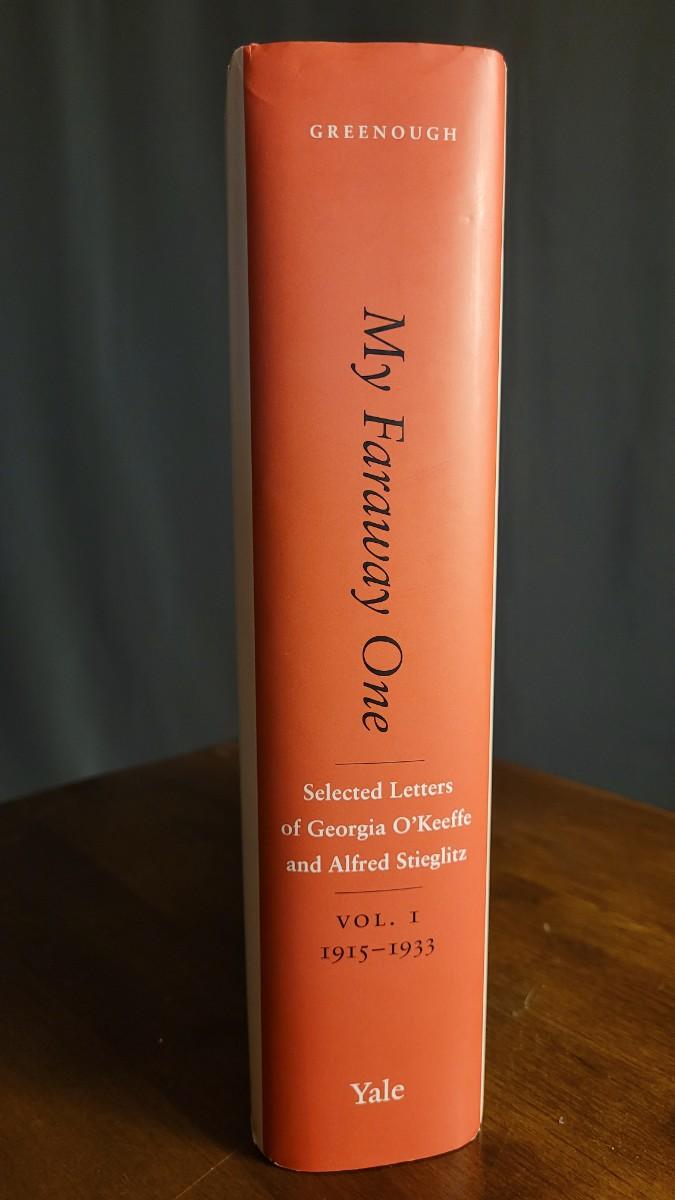 GREENOUGH
My Faraway One
Selected Letters
of Georgia O'Keeffe
and Alfred Stieglitz
VOL. I
1915–1933
Yale